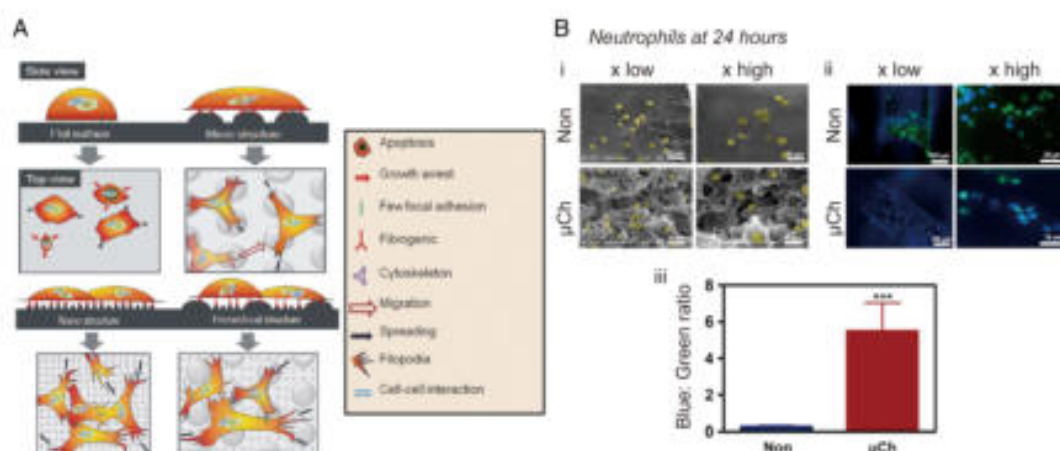 A
Side view
Flat surface
Micro structure
Top view
Nano structure
Hierarchical structure
Apoptosis
Growth arrest
Few focal adhesion
Fibrogenic
Cytoskeleton
Migration
Spreading
Filopodia
Cell-cell interaction
B
Neutrophils at 24 hours
i
x low
x high
ii
x low
x high
Non
µCh
Non
µCh
iii
Blue: Green ratio
8
6
4
2
0
***
Non
µCh